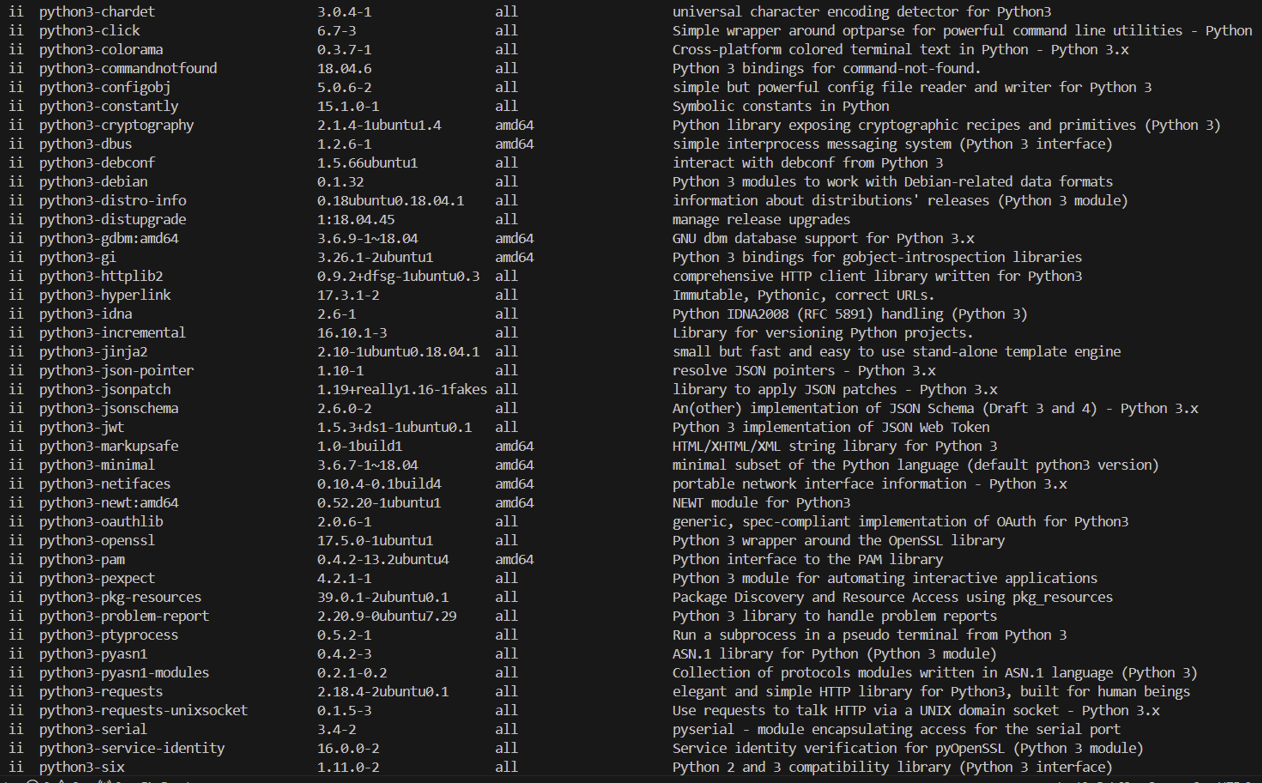 ii  python3-chardet                    3.0.4-1               all                    universal character encoding detector for Python3
ii  python3-click                      6.7-3                 all                    Simple wrapper around optparse for powerful command line utilities - Python
ii  python3-colorama                   0.3.7-1               all                    Cross-platform colored terminal text in Python - Python 3.x
ii  python3-commandnotfound            18.04.6               all                    Python 3 bindings for command-not-found.
ii  python3-configobj                  5.0.6-2               all                    simple but powerful config file reader and writer for Python 3
ii  python3-constantly                 15.1.0-1              all                    Symbolic constants in Python
ii  python3-cryptography               2.1.4-1ubuntu1.4      amd64                  Python library exposing cryptographic recipes and primitives (Python 3)
ii  python3-dbus                       1.2.6-1               amd64                  simple interprocess messaging system (Python 3 interface)
ii  python3-debconf                    1.5.66ubuntu1         all                    interact with debconf from Python 3
ii  python3-debian                     0.1.32                all                    Python 3 modules to work with Debian-related data formats
ii  python3-distro-info                0.18ubuntu0.18.04.1   all                    information about distributions' releases (Python 3 module)
ii  python3-distupgrade                1:18.04.45            all                    manage release upgrades
ii  python3-gdbm:amd64                 3.6.9-1~18.04         amd64                  GNU dbm database support for Python 3.x
ii  python3-gi                         3.26.1-2ubuntu1       amd64                  Python 3 bindings for gobject-introspection libraries
ii  python3-httplib2                   0.9.2+dfsg-1ubuntu0.3 all                    comprehensive HTTP client library written for Python3
ii  python3-hyperlink                  17.3.1-2              all                    Immutable, Pythonic, correct URLs.
ii  python3-idna                       2.6-1                 all                    Python IDNA2008 (RFC 5891) handling (Python 3)
ii  python3-incremental                16.10.1-3             all                    Library for versioning Python projects.
ii  python3-jinja2                     2.10-1ubuntu0.18.04.1 all                    small but fast and easy to use stand-alone template engine
ii  python3-json-pointer               1.10-1                all                    resolve JSON pointers - Python 3.x
ii  python3-jsonpatch                  1.19+really1.16-1fakes all                   library to apply JSON patches - Python 3.x
ii  python3-jsonschema                 2.6.0-2               all                    An(other) implementation of JSON Schema (Draft 3 and 4) - Python 3.x
ii  python3-jwt                        1.5.3+ds1-1ubuntu0.1  all                    Python 3 implementation of JSON Web Token
ii  python3-markupsafe                 1.0-1build1           amd64                  HTML/XHTML/XML string library for Python 3
ii  python3-minimal                    3.6.7-1~18.04         amd64                  minimal subset of the Python language (default python3 version)
ii  python3-netifaces                  0.10.4-0.1build4      amd64                  portable network interface information - Python 3.x
ii  python3-newt:amd64                 0.52.20-1ubuntu1      amd64                  NEWT module for Python3
ii  python3-oauthlib                   2.0.6-1               all                    generic, spec-compliant implementation of OAuth for Python3
ii  python3-openssl                    17.5.0-1ubuntu1       all                    Python 3 wrapper around the OpenSSL library
ii  python3-pam                        0.4.2-13.2ubuntu4     amd64                  Python interface to the PAM library
ii  python3-pexpect                    4.2.1-1               all                    Python 3 module for automating interactive applications
ii  python3-pkg-resources              39.0.1-2ubuntu0.1     all                    Package Discovery and Resource Access using pkg_resources
ii  python3-problem-report             2.20.9-0ubuntu7.29    all                    Python 3 library to handle problem reports
ii  python3-ptyprocess                 0.5.2-1               all                    Run a subprocess in a pseudo terminal from Python 3
ii  python3-pyasn1                     0.4.2-3               all                    ASN.1 library for Python (Python 3 module)
ii  python3-pyasn1-modules             0.2.1-0.2             all                    Collection of protocols modules written in ASN.1 language (Python 3)
ii  python3-requests                   2.18.4-2ubuntu0.1     all                    elegant and simple HTTP library for Python3, built for human beings
ii  python3-requests-unixsocket        0.1.5-3               all                    Use requests to talk HTTP via a UNIX domain socket - Python 3.x
ii  python3-serial                     3.4-2                 all                    pyserial - module encapsulating access for the serial port
ii  python3-service-identity           16.0.0-2              all                    Service identity verification for pyOpenSSL (Python 3 module)
ii  python3-six                        1.11.0-2              all                    Python 2 and 3 compatibility library (Python 3 interface)